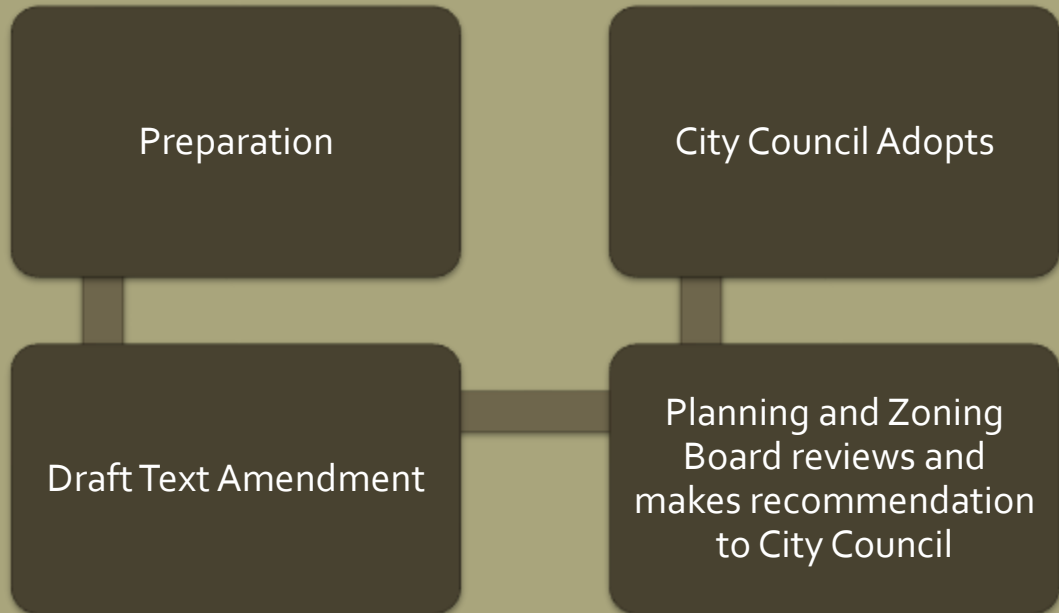 Preparation
Draft Text Amendment
Planning and Zoning
Board reviews and
makes recommendation
to City Council
City Council Adopts